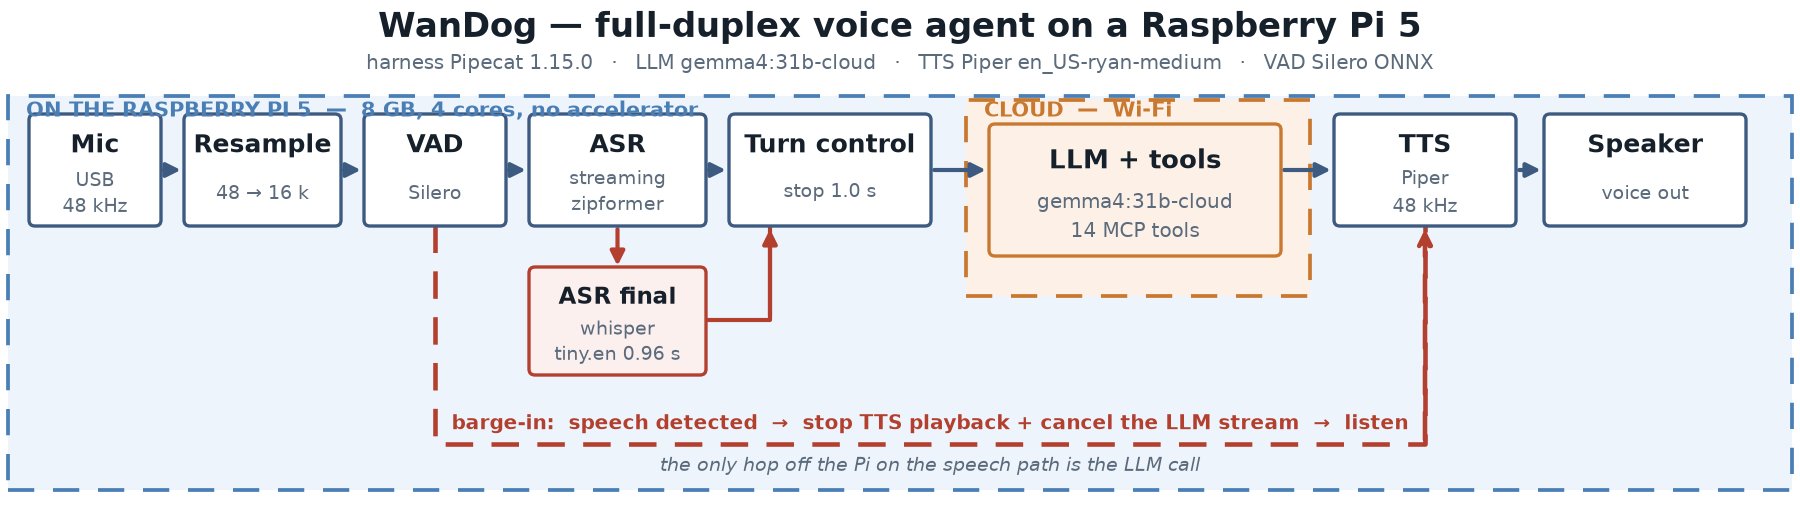 WanDog — full-duplex voice agent on a Raspberry Pi 5
harness Pipecat 1.15.0 · LLM gemma4:31b-cloud · TTS Piper en_US-ryan-medium · VAD Silero ONNX
ON THE RASPBERRY PI 5 — 8 GB, 4 cores, no accelerator
CLOUD — Wi-Fi
Mic
USB
48 kHz
Resample
48 → 16 k
VAD
Silero
ASR
streaming
zipformer
Turn control
stop 1.0 s
LLM + tools
gemma4:31b-cloud
14 MCP tools
TTS
Piper
48 kHz
Speaker
voice out
ASR final
whisper
tiny.en 0.96 s
barge-in: speech detected → stop TTS playback + cancel the LLM stream → listen
the only hop off the Pi on the speech path is the LLM call